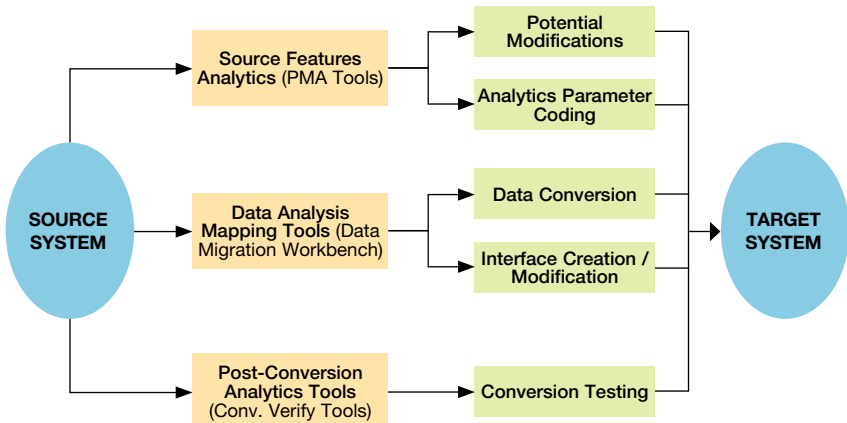 SOURCE
SYSTEM
Source Features
Analytics (PMA Tools)
Potential
Modifications
Analytics Parameter
Coding
Data Analysis
Mapping Tools (Data
Migration Workbench)
Data Conversion
Interface Creation /
Modification
Post-Conversion
Analytics Tools
(Conv. Verify Tools)
Conversion Testing
TARGET
SYSTEM